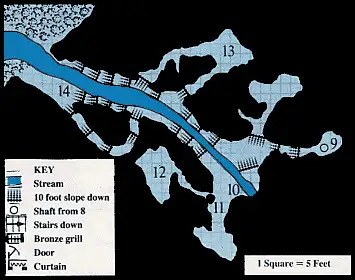 13
14
9
12
10
11
KEY
Stream
10 foot slope down
Shaft from 8
Stairs down
Bronze grill
Door
Curtain
1 Square = 5 Feet